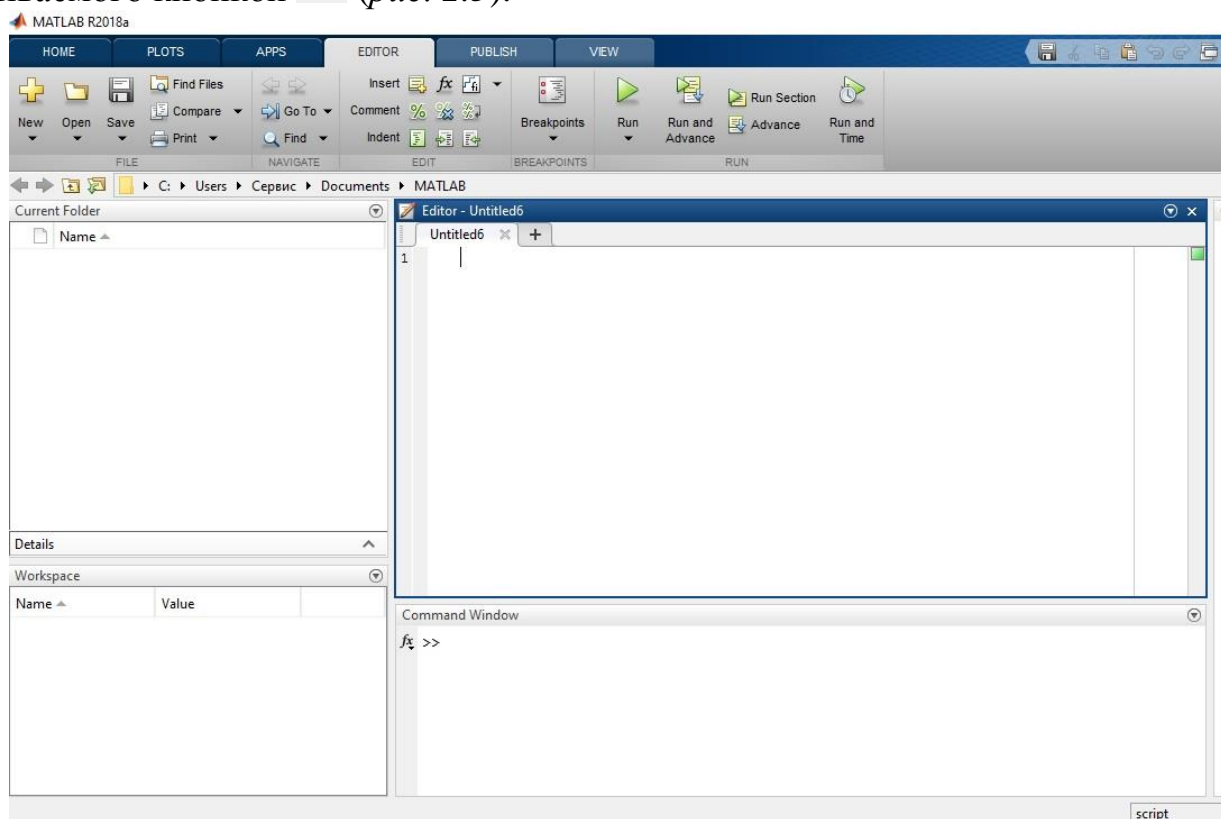 MATLAB R2018a
HOME PLOTS APPS EDITOR PUBLISH VIEW
New Open Save Find Files Compare Print
Go To Find
Insert fx
Comment
Indent
Breakpoints
Run
Run and Advance
Run Section
Advance
Run and Time
FILE NAVIGATE EDIT BREAKPOINTS RUN
C: Users Сервис Documents MATLAB
Current Folder
Name
Editor - Untitled6
Untitled6 +
1
Details
Workspace
Name Value
Command Window
fx >>
script